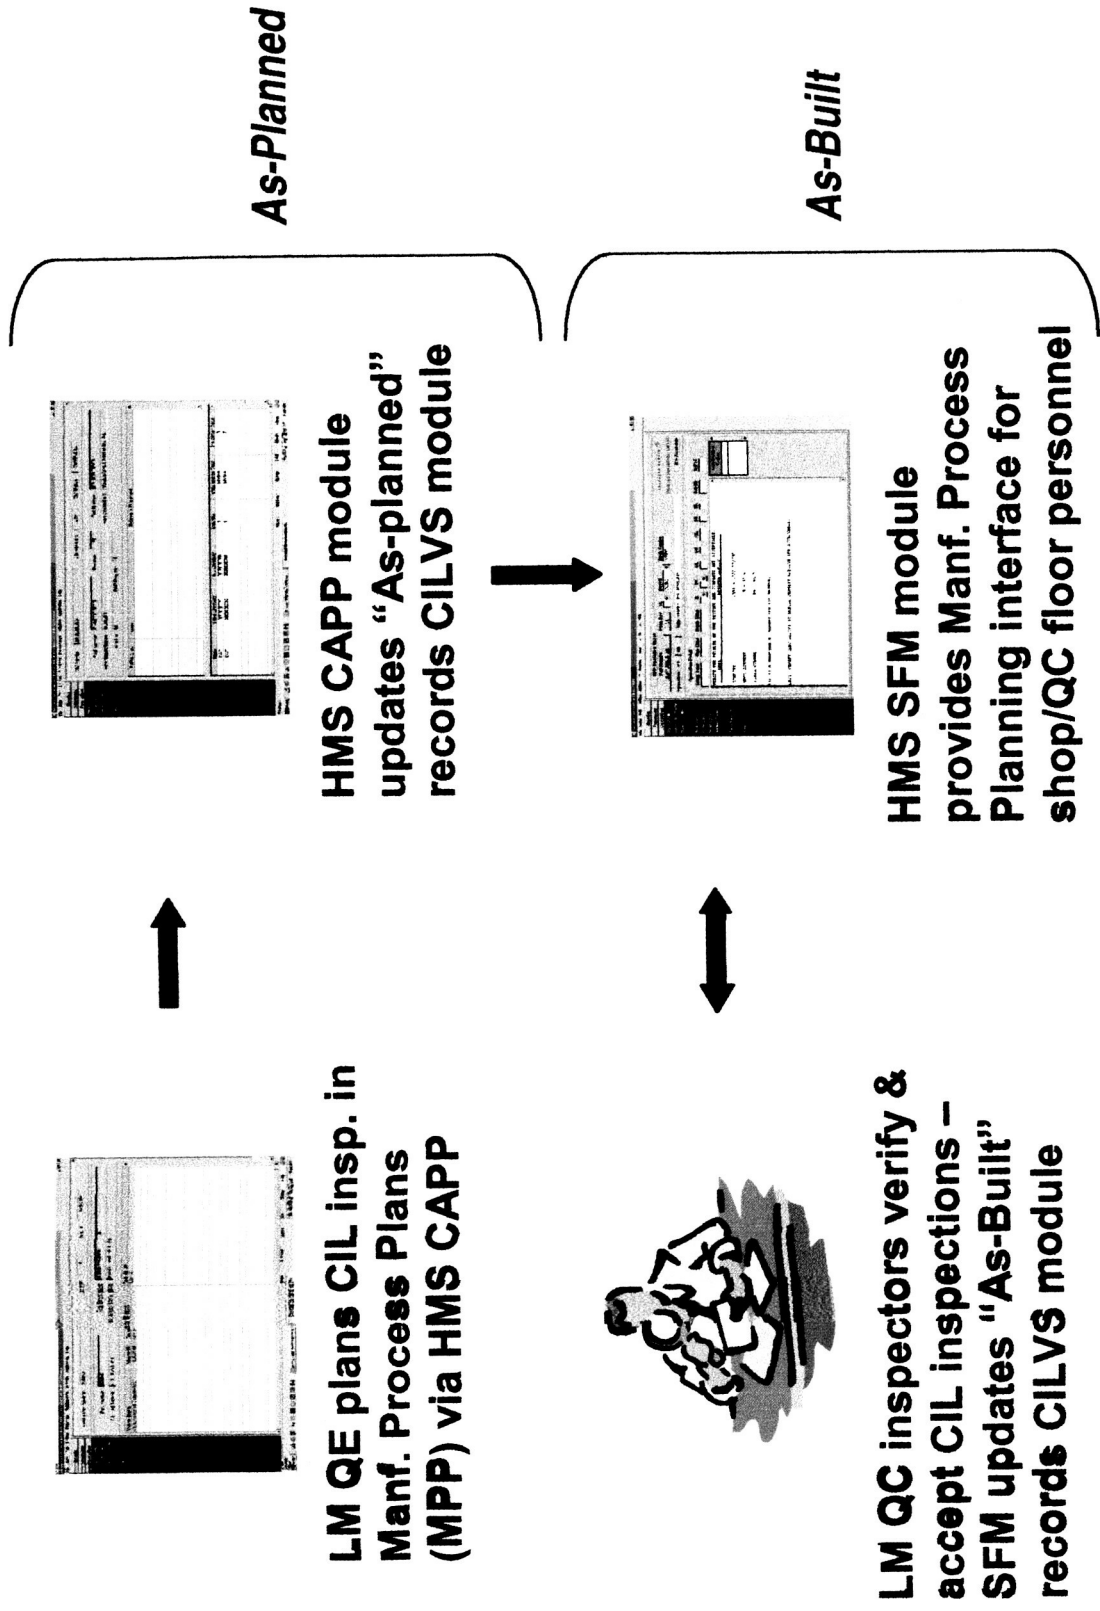 LM QE plans CIL insp. in
Manf. Process Plans
(MPP) via HMS CAPP
HMS CAPP module
updates “As-planned”
records CILVS module
As-Planned
LM QC inspectors verify &
accept CIL inspections –
SFM updates “As-Built”
records CILVS module
HMS SFM module
provides Manf. Process
Planning interface for
shop/QC floor personnel
As-Built